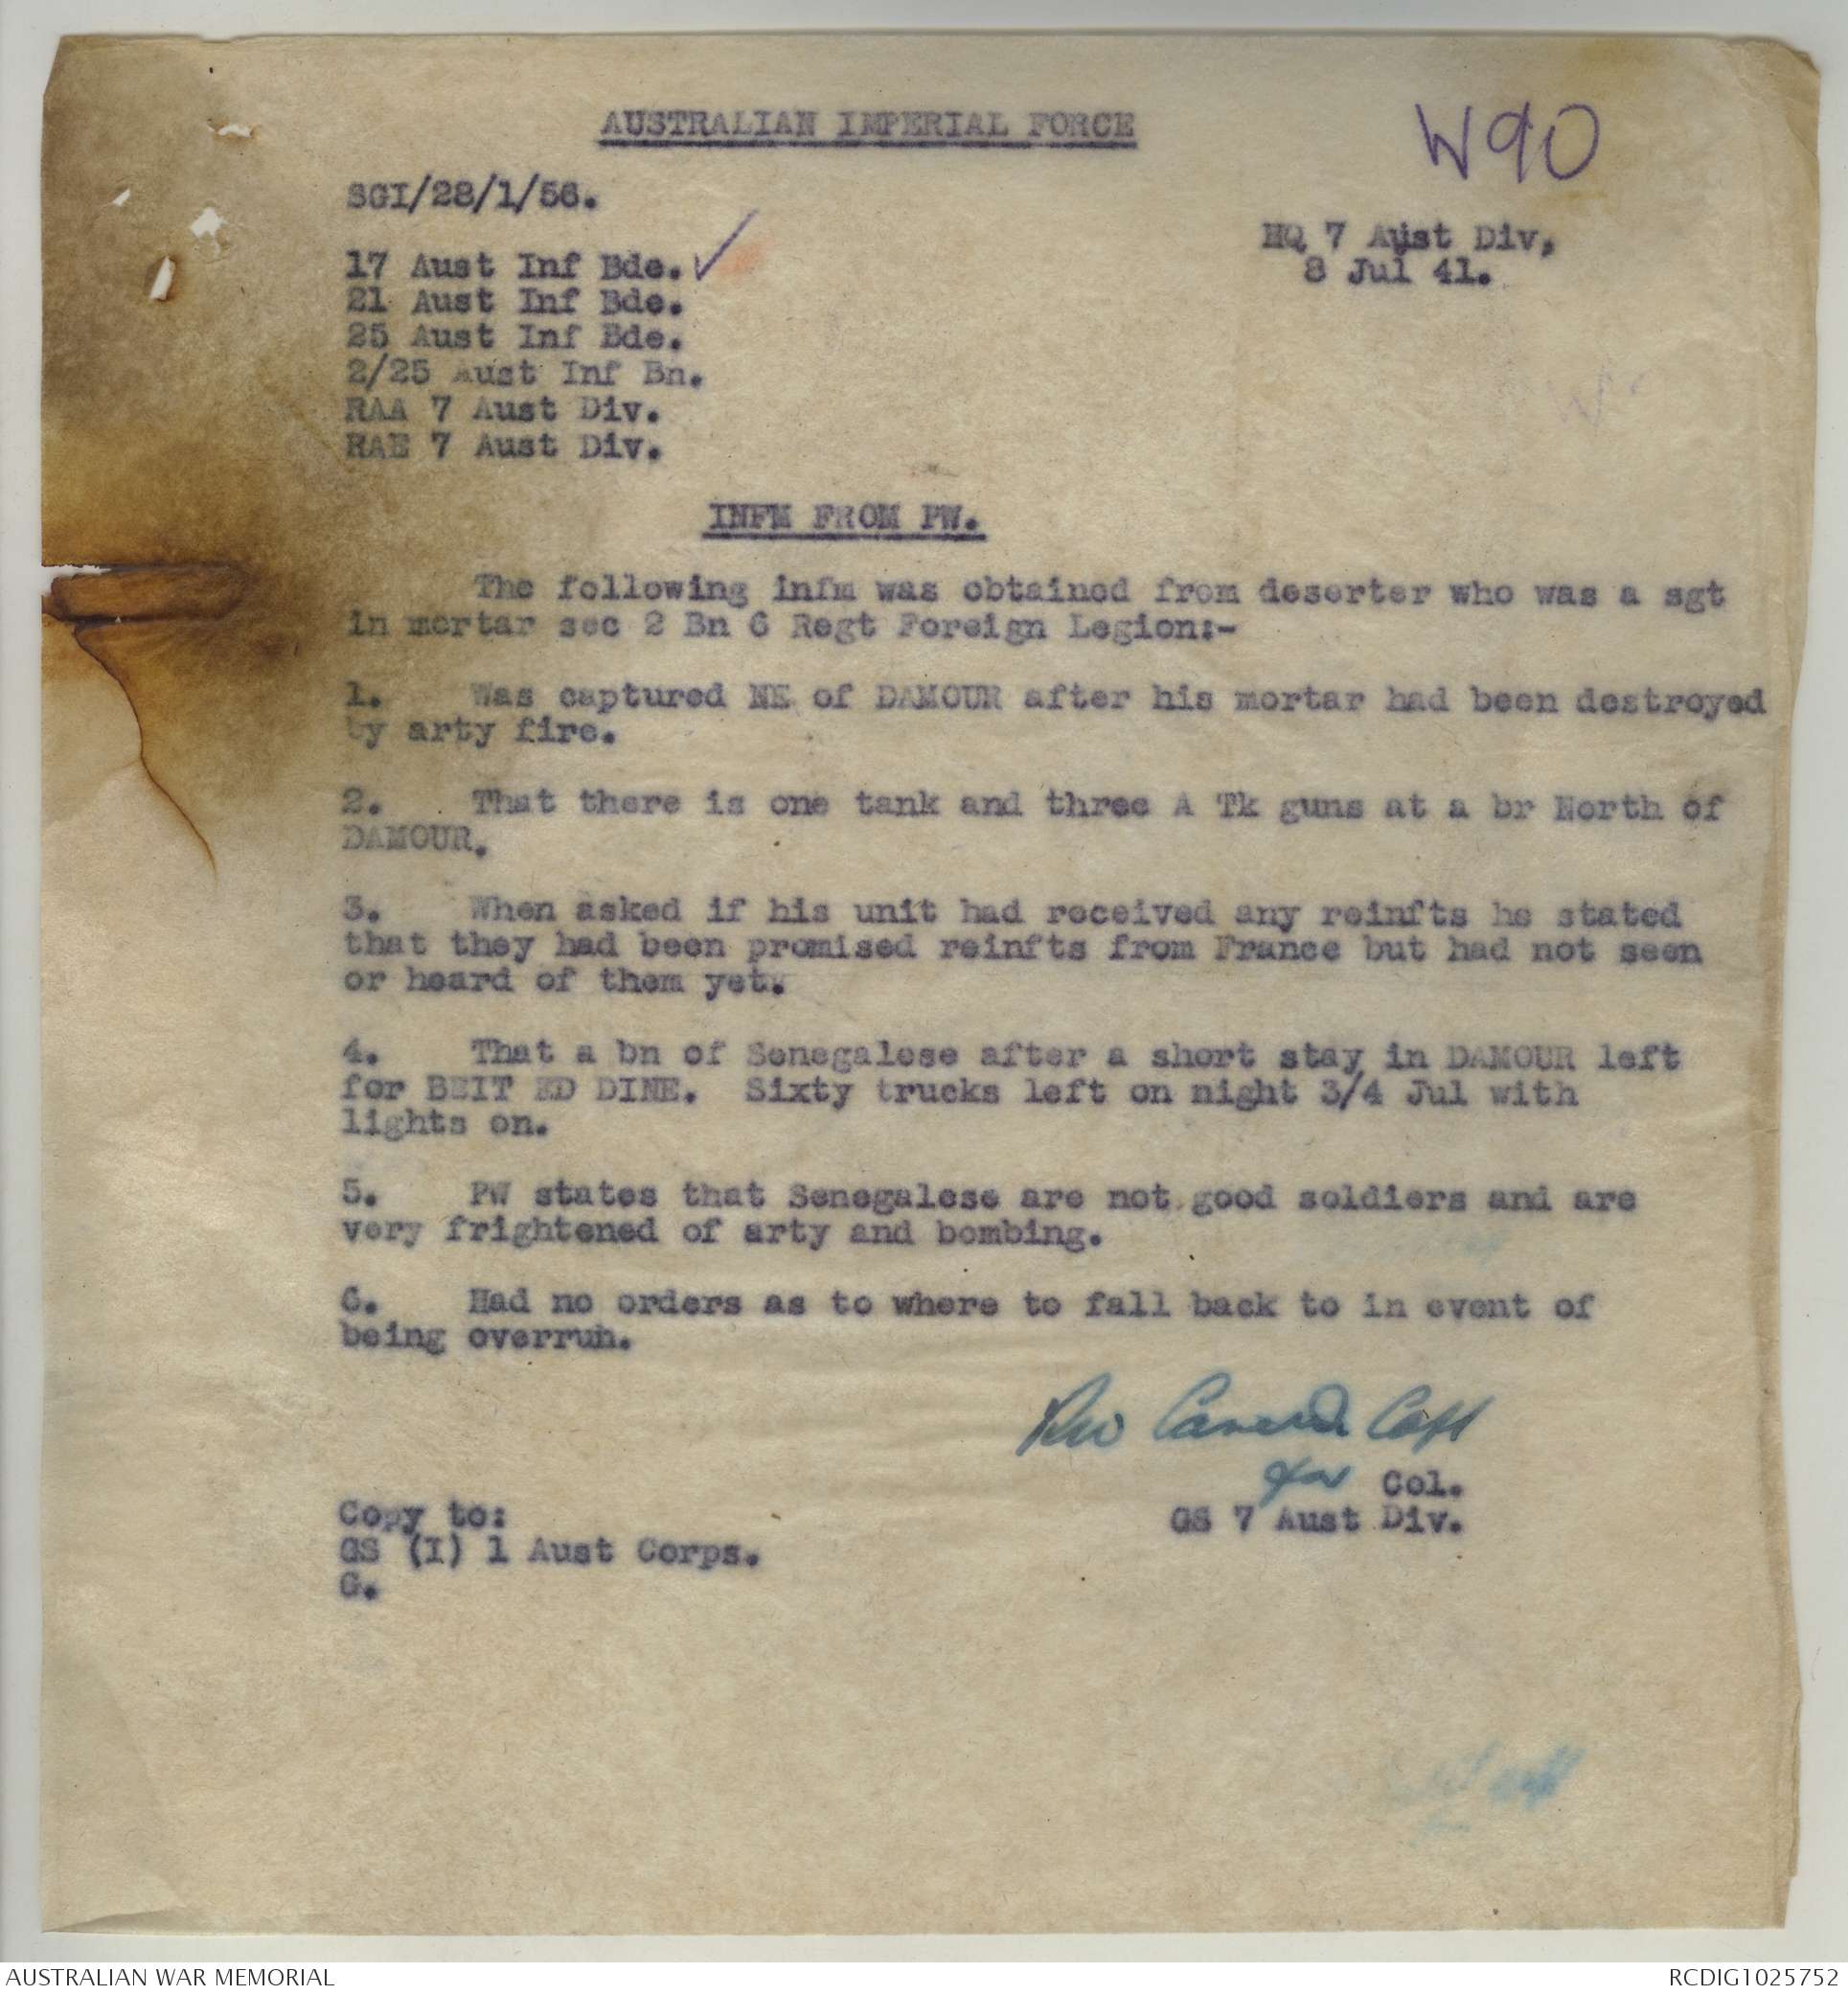 AUSTRALIAN IMPERIAL FORCE
W90
SGI/28/1/56.
HQ 7 Aust Div,
8 Jul 41.
17 Aust Inf Bde. ✓
21 Aust Inf Bde.
25 Aust Inf Bde.
2/25 Aust Inf Bn.
RAA 7 Aust Div.
RAE 7 Aust Div.
INFM FROM PW.
The following infm was obtained from deserter who was a sgt
in mortar sec 2 Bn 6 Regt Foreign Legion:-
1. Was captured NE of DAMOUR after his mortar had been destroyed
by arty fire.
2. That there is one tank and three A Tk guns at a br North of
DAMOUR.
3. When asked if his unit had received any reinfts he stated
that they had been promised reinfts from France but had not seen
or heard of them yet.
4. That a bn of Senegalese after a short stay in DAMOUR left
for BEIT ED DINE. Sixty trucks left on night 3/4 Jul with
lights on.
5. PW states that Senegalese are not good soldiers and are
very frightened of arty and bombing.
6. Had no orders as to where to fall back to in event of
being overrun.
Capt
for Col.
GS 7 Aust Div.
Copy to:
GS (I) 1 Aust Corps.
G.
AUSTRALIAN WAR MEMORIAL
RCDIG1025752